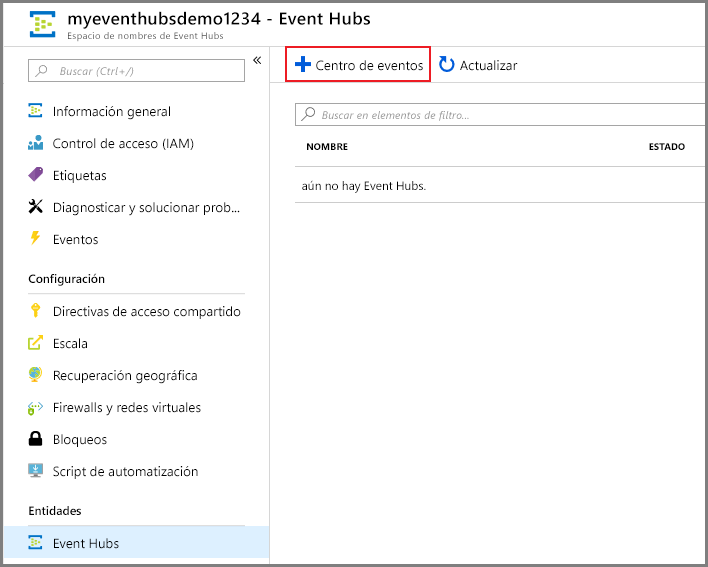 myeventhubsdemo1234 - Event Hubs
Espacio de nombres de Event Hubs
Buscar (Ctrl+/)
«
Información general
Control de acceso (IAM)
Etiquetas
Diagnosticar y solucionar prob...
Eventos
Configuración
Directivas de acceso compartido
Escala
Recuperación geográfica
Firewalls y redes virtuales
Bloqueos
Script de automatización
Entidades
Event Hubs
Centro de eventos
Actualizar
Buscar en elementos de filtro...
NOMBRE ESTADO
aún no hay Event Hubs.